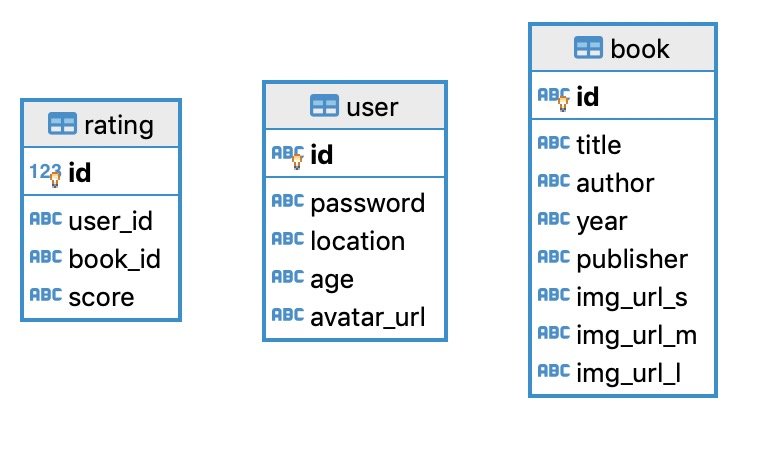 rating
123 id
ABC user_id
ABC book_id
ABC score
user
ABC id
ABC password
ABC location
ABC age
ABC avatar_url
book
ABC id
ABC title
ABC author
ABC year
ABC publisher
ABC img_url_s
ABC img_url_m
ABC img_url_l